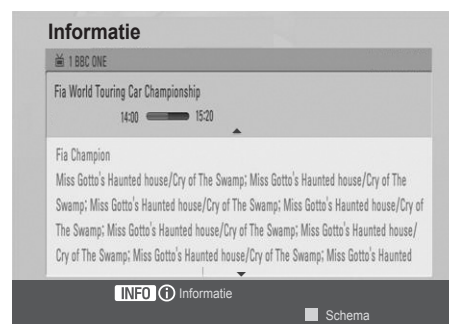 Informatie
1 BBC ONE
Fia World Touring Car Championship
14:00 15:20
Fia Champion
Miss Gotto's Haunted house/Cry of The Swamp; Miss Gotto's Haunted house/Cry of The
Swamp; Miss Gotto's Haunted house/Cry of The Swamp; Miss Gotto's Haunted house/Cry of
The Swamp; Miss Gotto's Haunted house/Cry of The Swamp; Miss Gotto's Haunted house/
Cry of The Swamp; Miss Gotto's Haunted house/Cry of The Swamp; Miss Gotto's Haunted
INFO i Informatie
Schema